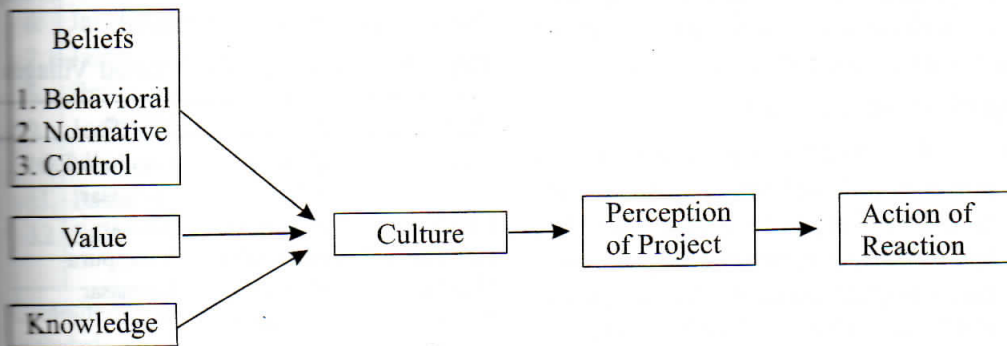 Beliefs
1. Behavioral
2. Normative
3. Control
Value
Knowledge
Culture
Perception
of Project
Action of
Reaction